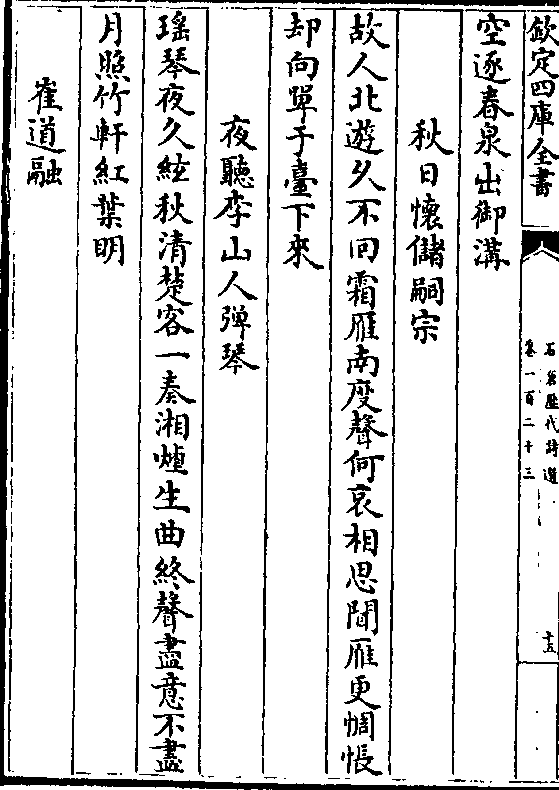 欽定四庫全書
石倉歷代詩選
卷一百二十三
十五
空逐春泉出御溝
秋日懷儲嗣宗
故人北遊久不回霜雁南度聲何哀相思聞雁更惆悵
却向單于臺下來
夜聽李山人彈琴
瑤琴夜久絃秋清楚客一奏湘煙生曲終聲盡意不盡
月照竹軒紅葉明
崔道融